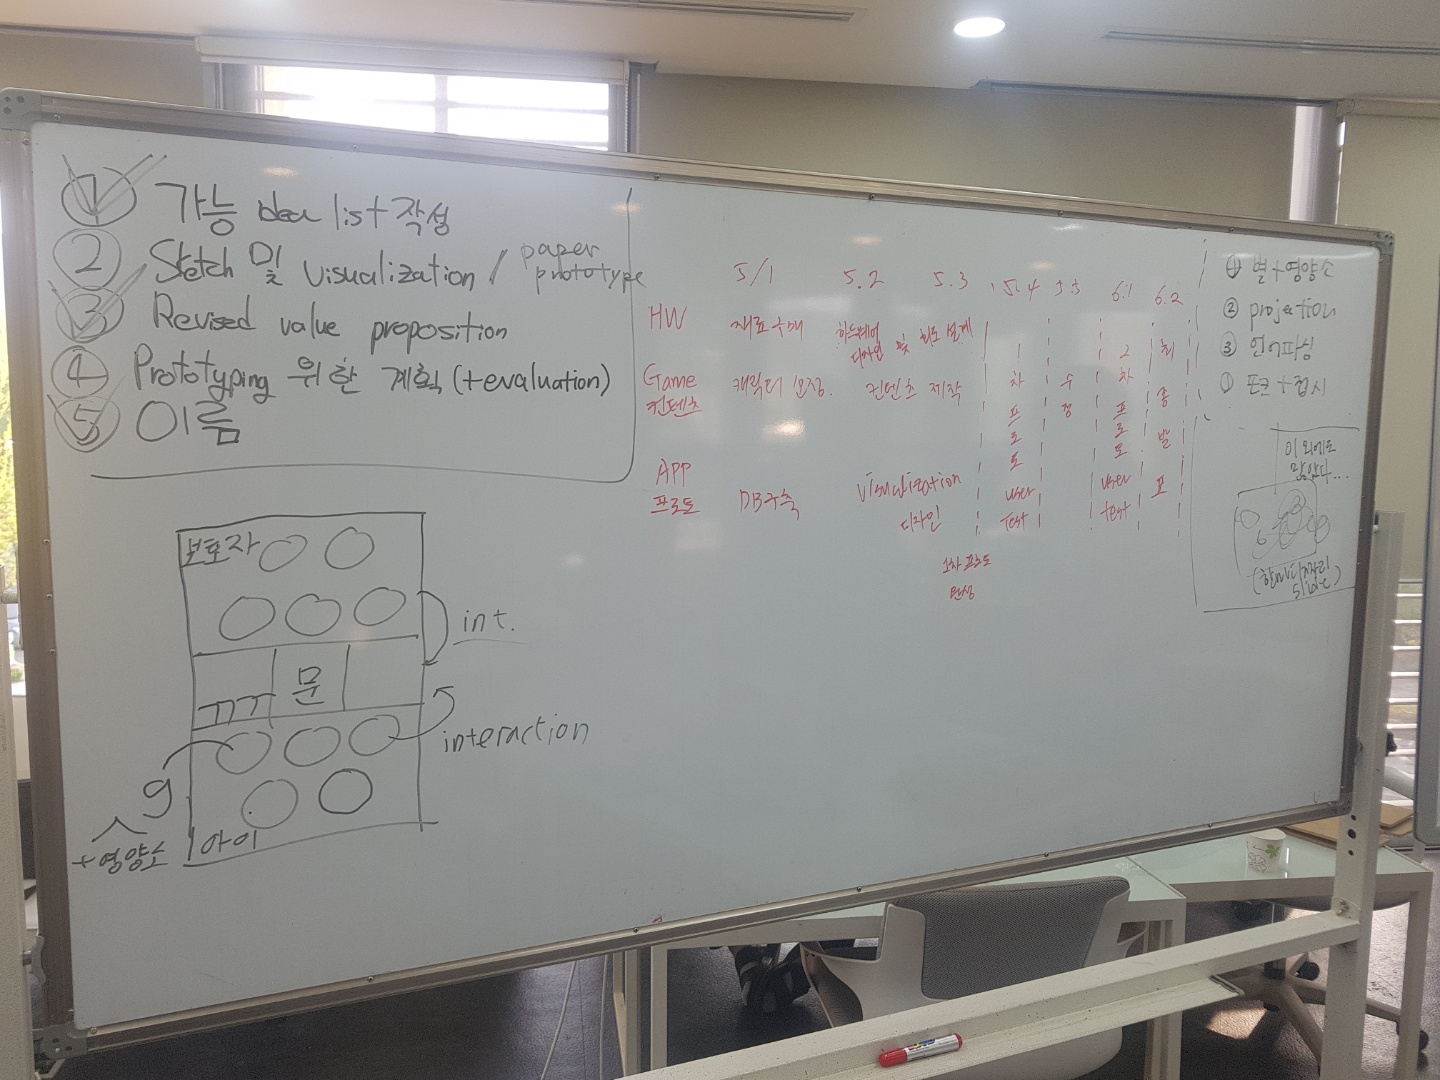 ① 가능 idea list 작성
② Sketch 및 visualization / paper prototype
③ Revised value proposition
④ Prototyping 위한 계획 (+evaluation)
⑤ 이름
5/1 5.2 5.3 5.4 5.5 6.1 6.2
HW 재료구매 하드웨어 디자인 및 회로 설계
Game 컨텐츠 캐릭터 설정. 컨텐츠 제작
APP 프로토 DB구축 visualization 디자인
1차 프로토 user test
수정
2차 프로토 user test
최종 발표
1차 프로토
완성
① 별+영양소
② projection
③ 언어파싱
① 포크+접시
이 외에도
많았다...
보호자
int.
문
interaction
g
+영양소
아이